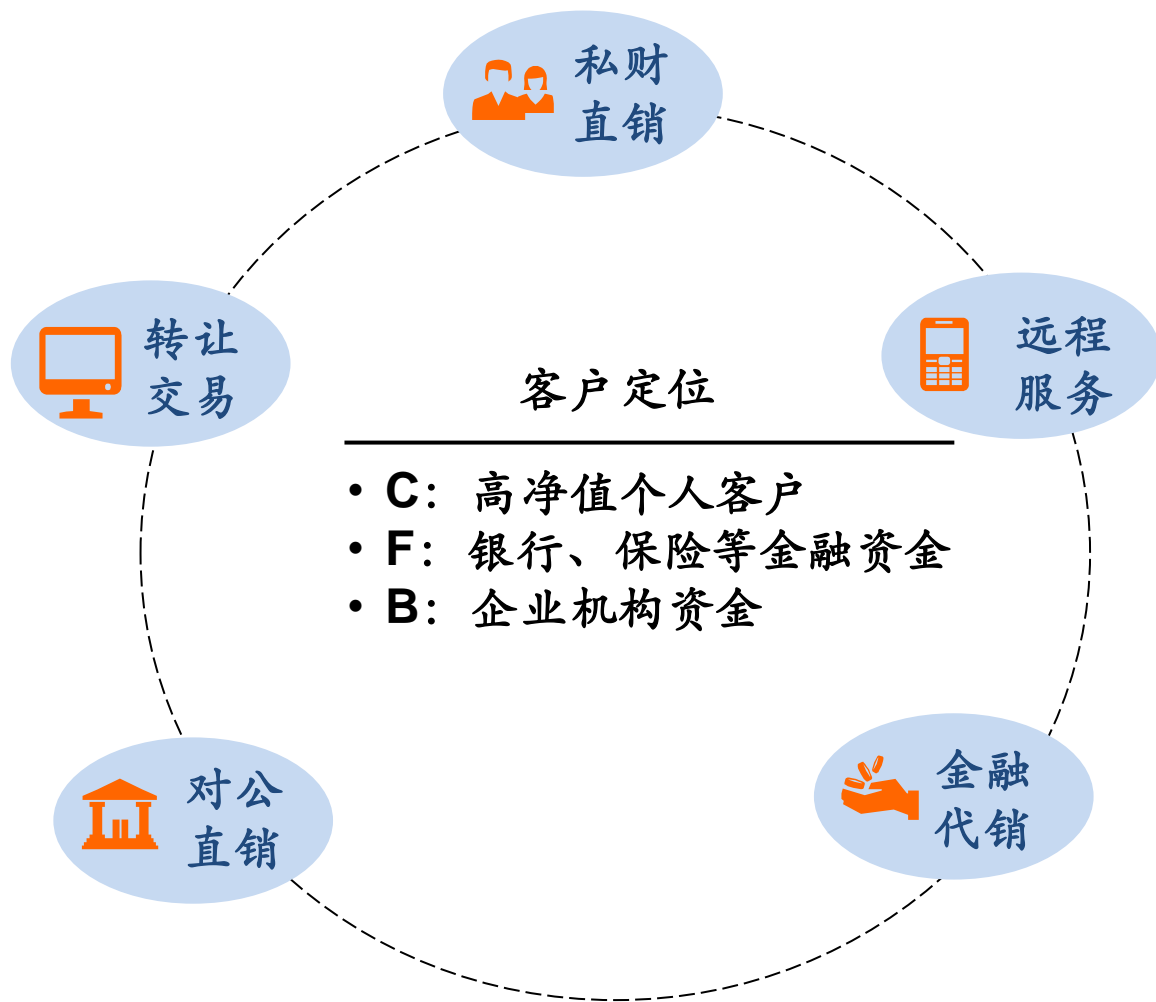 私财
直销
转让
交易
远程
服务
客户定位
• C：高净值个人客户
• F：银行、保险等金融资金
• B：企业机构资金
对公
直销
金融
代销